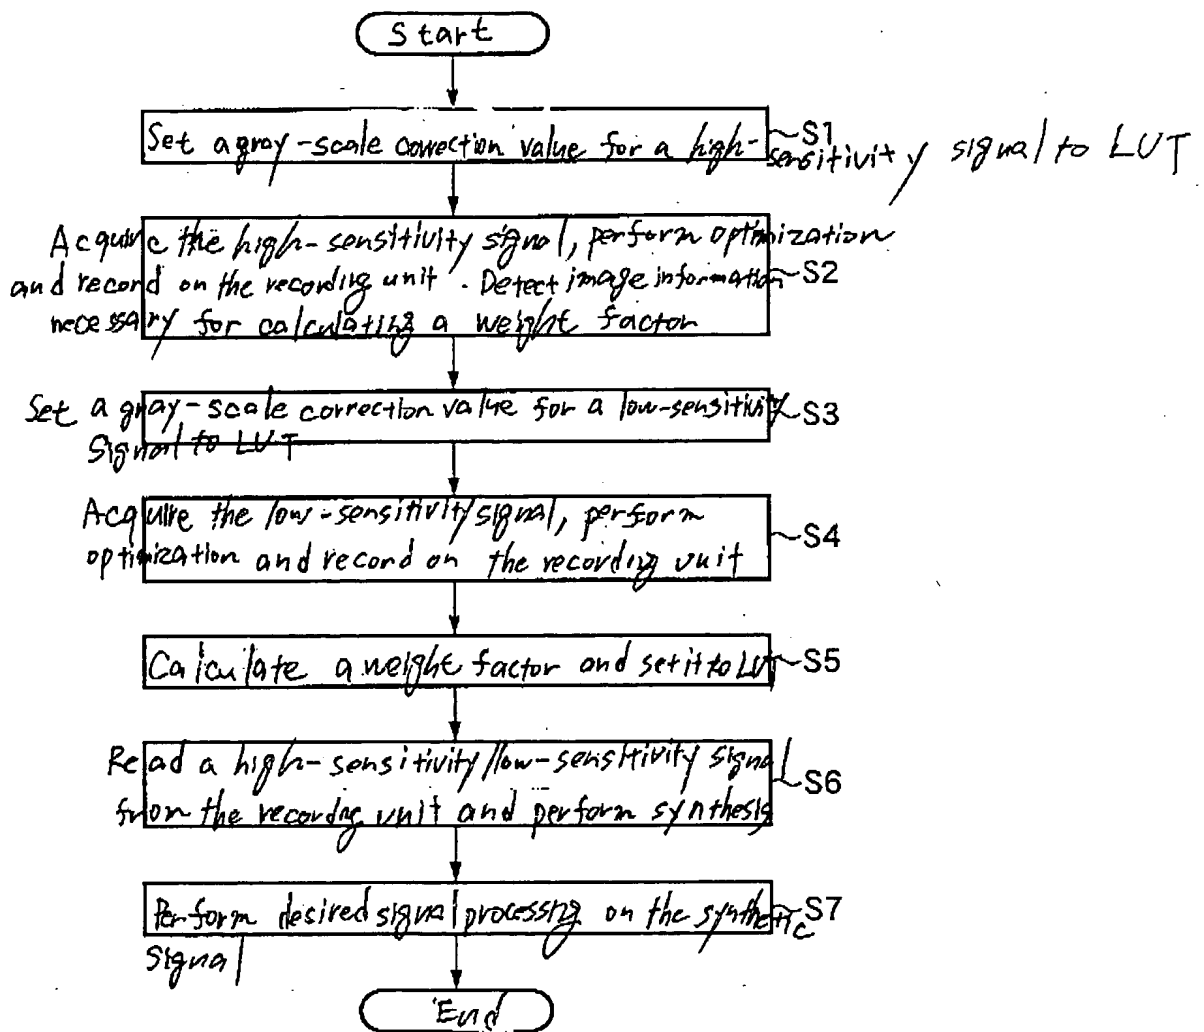 Start
Set a gray-scale correction value for a high-
sensitivity signal to LUT
S1
Acquire the high-sensitivity signal, perform optimization
and record on the recording unit. Detect image information
necessary for calculating a weight factor
S2
Set a gray-scale correction value for a low-sensitivity
Signal to LUT
S3
Acquire the low-sensitivity signal, perform
optimization and record on the recording unit
S4
Calculate a weight factor and set it to LUT
S5
Read a high-sensitivity/low-sensitivity signal
from the recording unit and perform synthesis
S6
Perform desired signal processing on the synthetic
signal
S7
End